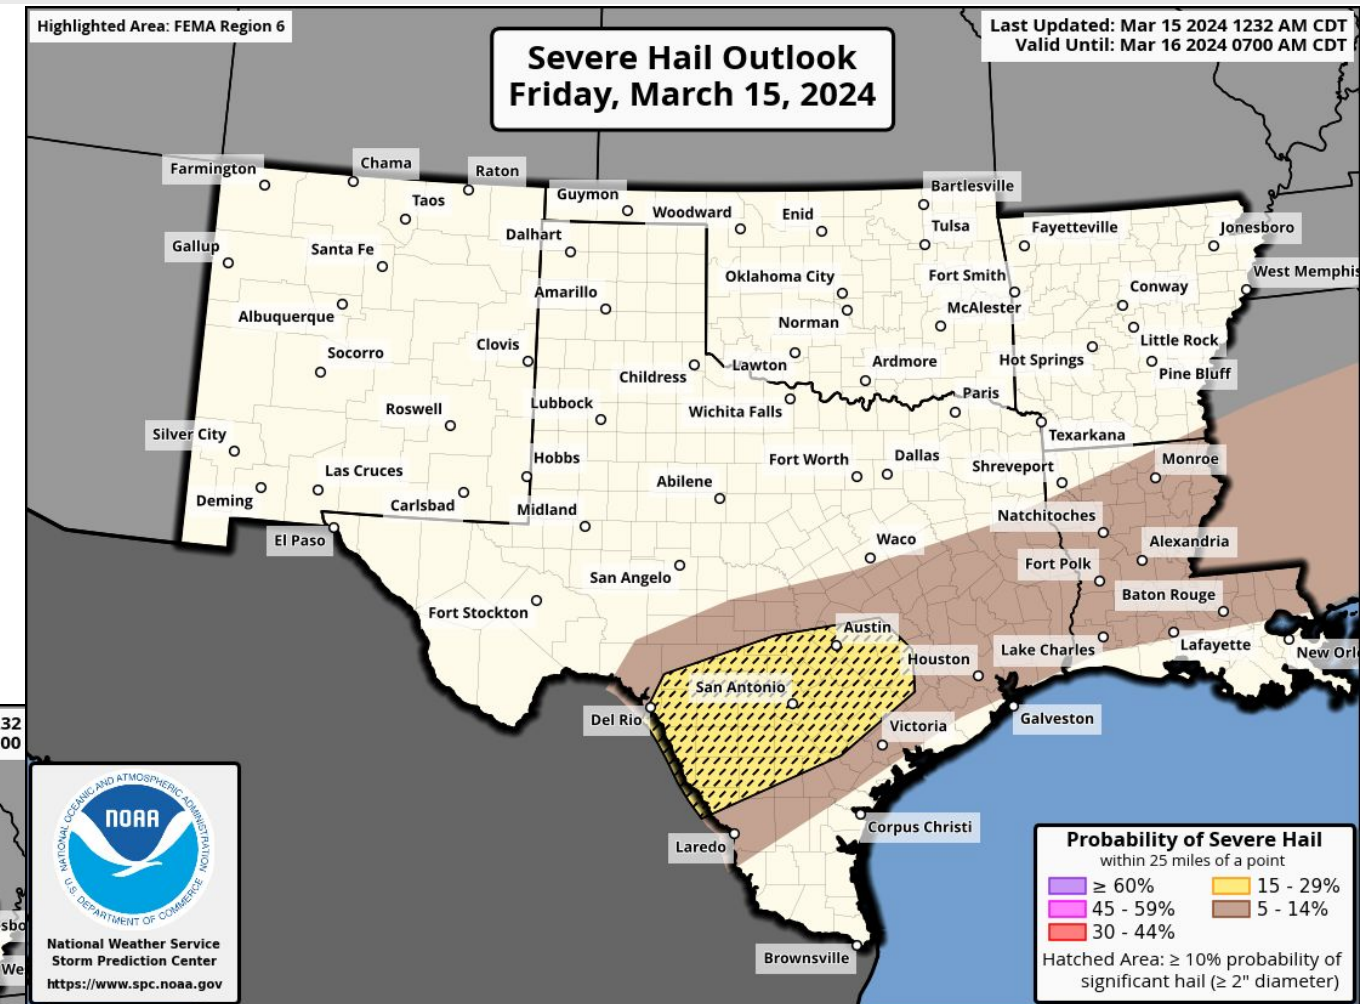 Highlighted Area: FEMA Region 6
Last Updated: Mar 15 2024 1232 AM CDT
Valid Until: Mar 16 2024 0700 AM CDT
Severe Hail Outlook
Friday, March 15, 2024
Farmington
Chama
Raton
Taos
Guymon
Woodward
Enid
Bartlesville
Tulsa
Fayetteville
Jonesboro
Gallup
Santa Fe
Dalhart
Oklahoma City
Fort Smith
West Memphis
Amarillo
Conway
Albuquerque
Norman
McAlester
Socorro
Clovis
Childress
Lawton
Ardmore
Hot Springs
Little Rock
Pine Bluff
Roswell
Lubbock
Wichita Falls
Paris
Silver City
Texarkana
Las Cruces
Hobbs
Fort Worth
Dallas
Shreveport
Monroe
Deming
Carlsbad
Midland
Abilene
Natchitoches
El Paso
Waco
Alexandria
San Angelo
Fort Polk
Fort Stockton
Baton Rouge
Austin
Houston
Lake Charles
Lafayette
New Orl
San Antonio
Del Rio
Victoria
Galveston
32
00
Laredo
Corpus Christi
Brownsville
sbo
We
NATIONAL OCEANIC AND ATMOSPHERIC ADMINISTRATION
NOAA
U.S. DEPARTMENT OF COMMERCE
National Weather Service
Storm Prediction Center
https://www.spc.noaa.gov
Probability of Severe Hail
within 25 miles of a point
≥ 60%
15 - 29%
45 - 59%
5 - 14%
30 - 44%
Hatched Area: ≥ 10% probability of
significant hail (≥ 2" diameter)